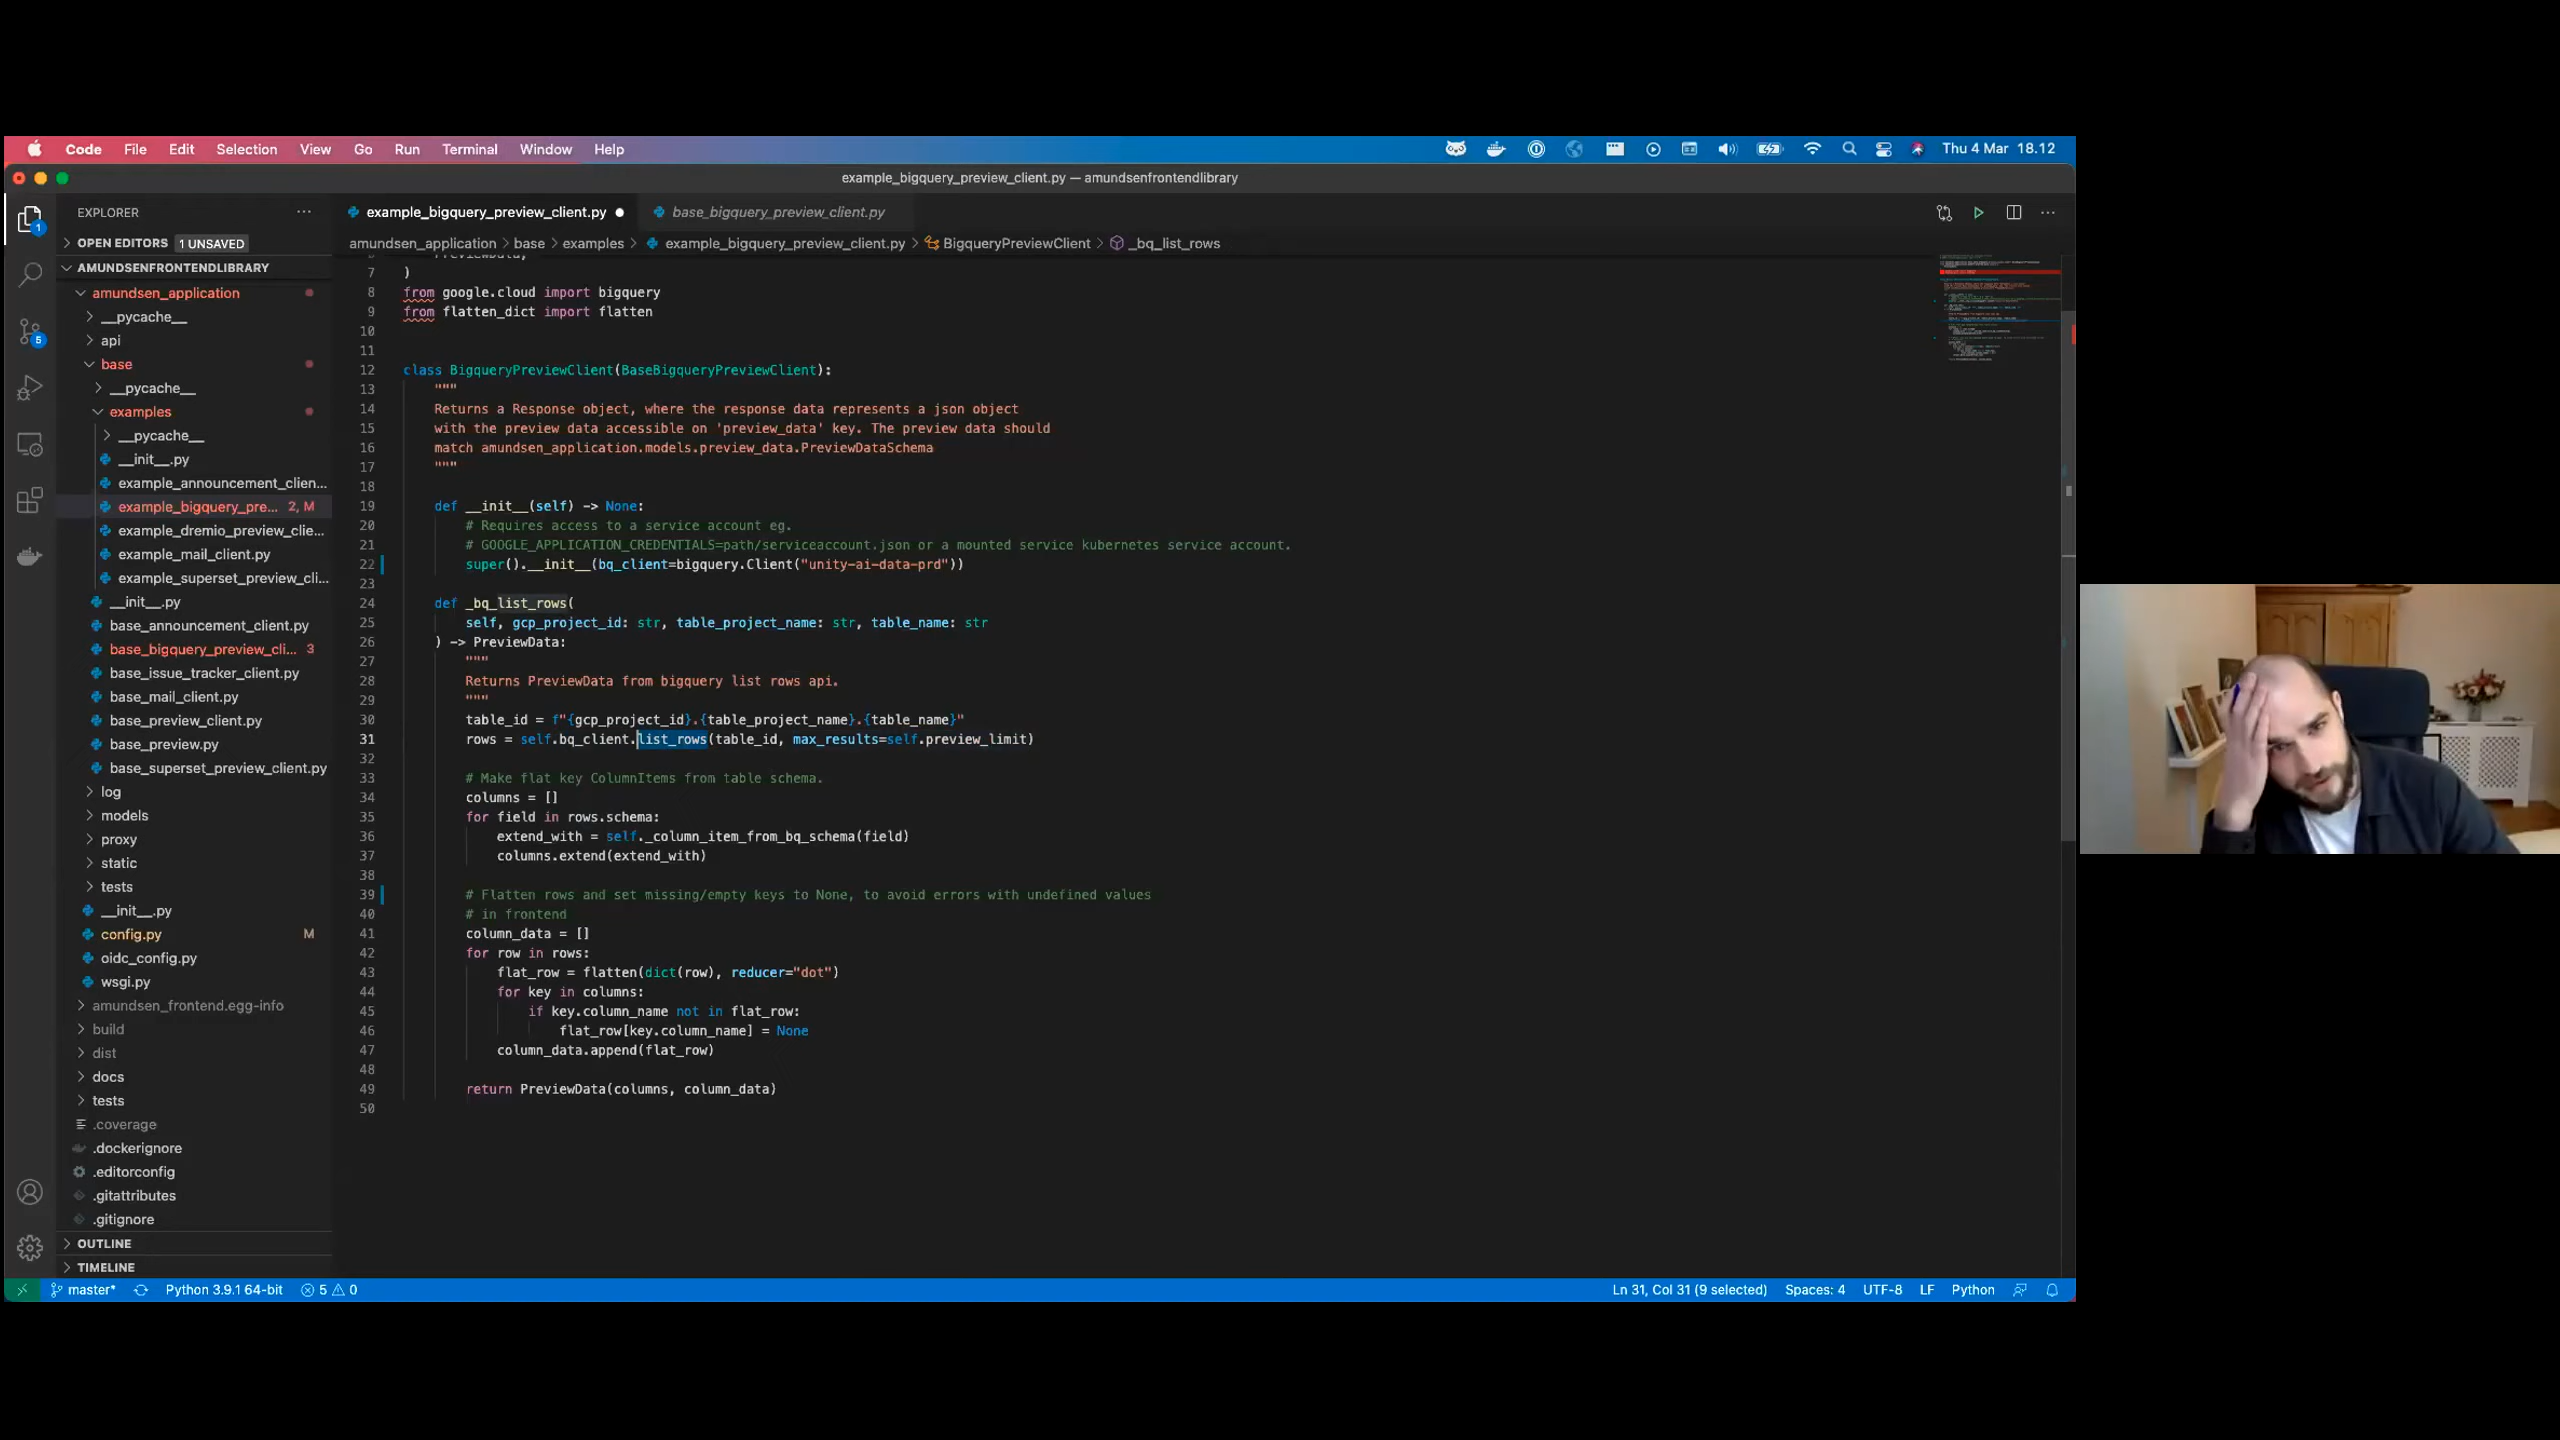 Code File Edit Selection View Go Run Terminal Window Help
Thu 4 Mar 18.12
example_bigquery_preview_client.py — amundsenfrontendlibrary
EXPLORER
example_bigquery_preview_client.py
base_bigquery_preview_client.py
OPEN EDITORS 1 UNSAVED
amundsen_application > base > examples > example_bigquery_preview_client.py > BigqueryPreviewClient > _bq_list_rows
AMUNDSENFRONTENDLIBRARY
amundsen_application
__pycache__
api
base
__pycache__
examples
__pycache__
__init__.py
example_announcement_clien...
example_bigquery_pre... 2, M
example_dremio_preview_clie...
example_mail_client.py
example_superset_preview_cli...
__init__.py
base_announcement_client.py
base_bigquery_preview_cli... 3
base_issue_tracker_client.py
base_mail_client.py
base_preview_client.py
base_preview.py
base_superset_preview_client.py
log
models
proxy
static
tests
__init__.py
config.py M
oidc_config.py
wsgi.py
amundsen_frontend.egg-info
build
dist
docs
tests
.coverage
.dockerignore
.editorconfig
.gitattributes
.gitignore
OUTLINE
TIMELINE
1
5
7 )
8 from google.cloud import bigquery
9 from flatten_dict import flatten
10
11
12 class BigqueryPreviewClient(BaseBigqueryPreviewClient):
13 """
14 Returns a Response object, where the response data represents a json object
15 with the preview data accessible on 'preview_data' key. The preview data should
16 match amundsen_application.models.preview_data.PreviewDataSchema
17 """
18
19 def __init__(self) -> None:
20 # Requires access to a service account eg.
21 # GOOGLE_APPLICATION_CREDENTIALS=path/serviceaccount.json or a mounted service kubernetes service account.
22 super().__init__(bq_client=bigquery.Client("unity-ai-data-prd"))
23
24 def _bq_list_rows(
25 self, gcp_project_id: str, table_project_name: str, table_name: str
26 ) -> PreviewData:
27 """
28 Returns PreviewData from bigquery list rows api.
29 """
30 table_id = f"{gcp_project_id}.{table_project_name}.{table_name}"
31 rows = self.bq_client.list_rows(table_id, max_results=self.preview_limit)
32
33 # Make flat key ColumnItems from table schema.
34 columns = []
35 for field in rows.schema:
36 extend_with = self._column_item_from_bq_schema(field)
37 columns.extend(extend_with)
38
39 # Flatten rows and set missing/empty keys to None, to avoid errors with undefined values
40 # in frontend
41 column_data = []
42 for row in rows:
43 flat_row = flatten(dict(row), reducer="dot")
44 for key in columns:
45 if key.column_name not in flat_row:
46 flat_row[key.column_name] = None
47 column_data.append(flat_row)
48
49 return PreviewData(columns, column_data)
50
master* Python 3.9.1 64-bit 5 0 Ln 31, Col 31 (9 selected) Spaces: 4 UTF-8 LF Python